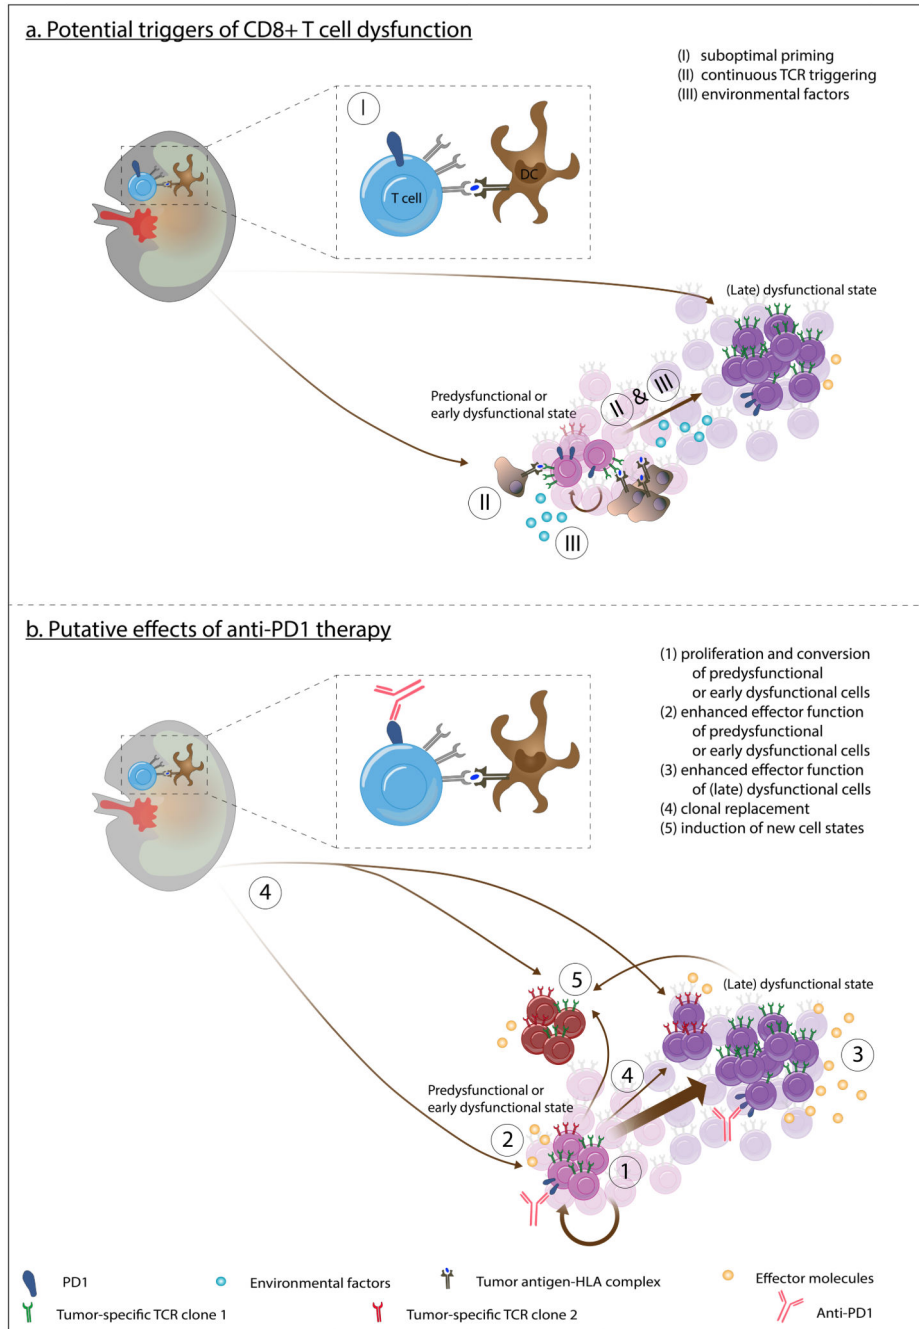 a. Potential triggers of CD8+ T cell dysfunction
(I) suboptimal priming
(II) continuous TCR triggering
(III) environmental factors
I
T cell
DC
(Late) dysfunctional state
Predysfunctional or
early dysfunctional state
II & III
II
III
b. Putative effects of anti-PD1 therapy
(1) proliferation and conversion
of predysfunctional
or early dysfunctional cells
(2) enhanced effector function
of predysfunctional
or early dysfunctional cells
(3) enhanced effector function
of (late) dysfunctional cells
(4) clonal replacement
(5) induction of new cell states
4
5
(Late) dysfunctional state
3
4
Predysfunctional or
early dysfunctional state
2
1
PD1
Environmental factors
Tumor antigen-HLA complex
Effector molecules
Tumor-specific TCR clone 1
Tumor-specific TCR clone 2
Anti-PD1